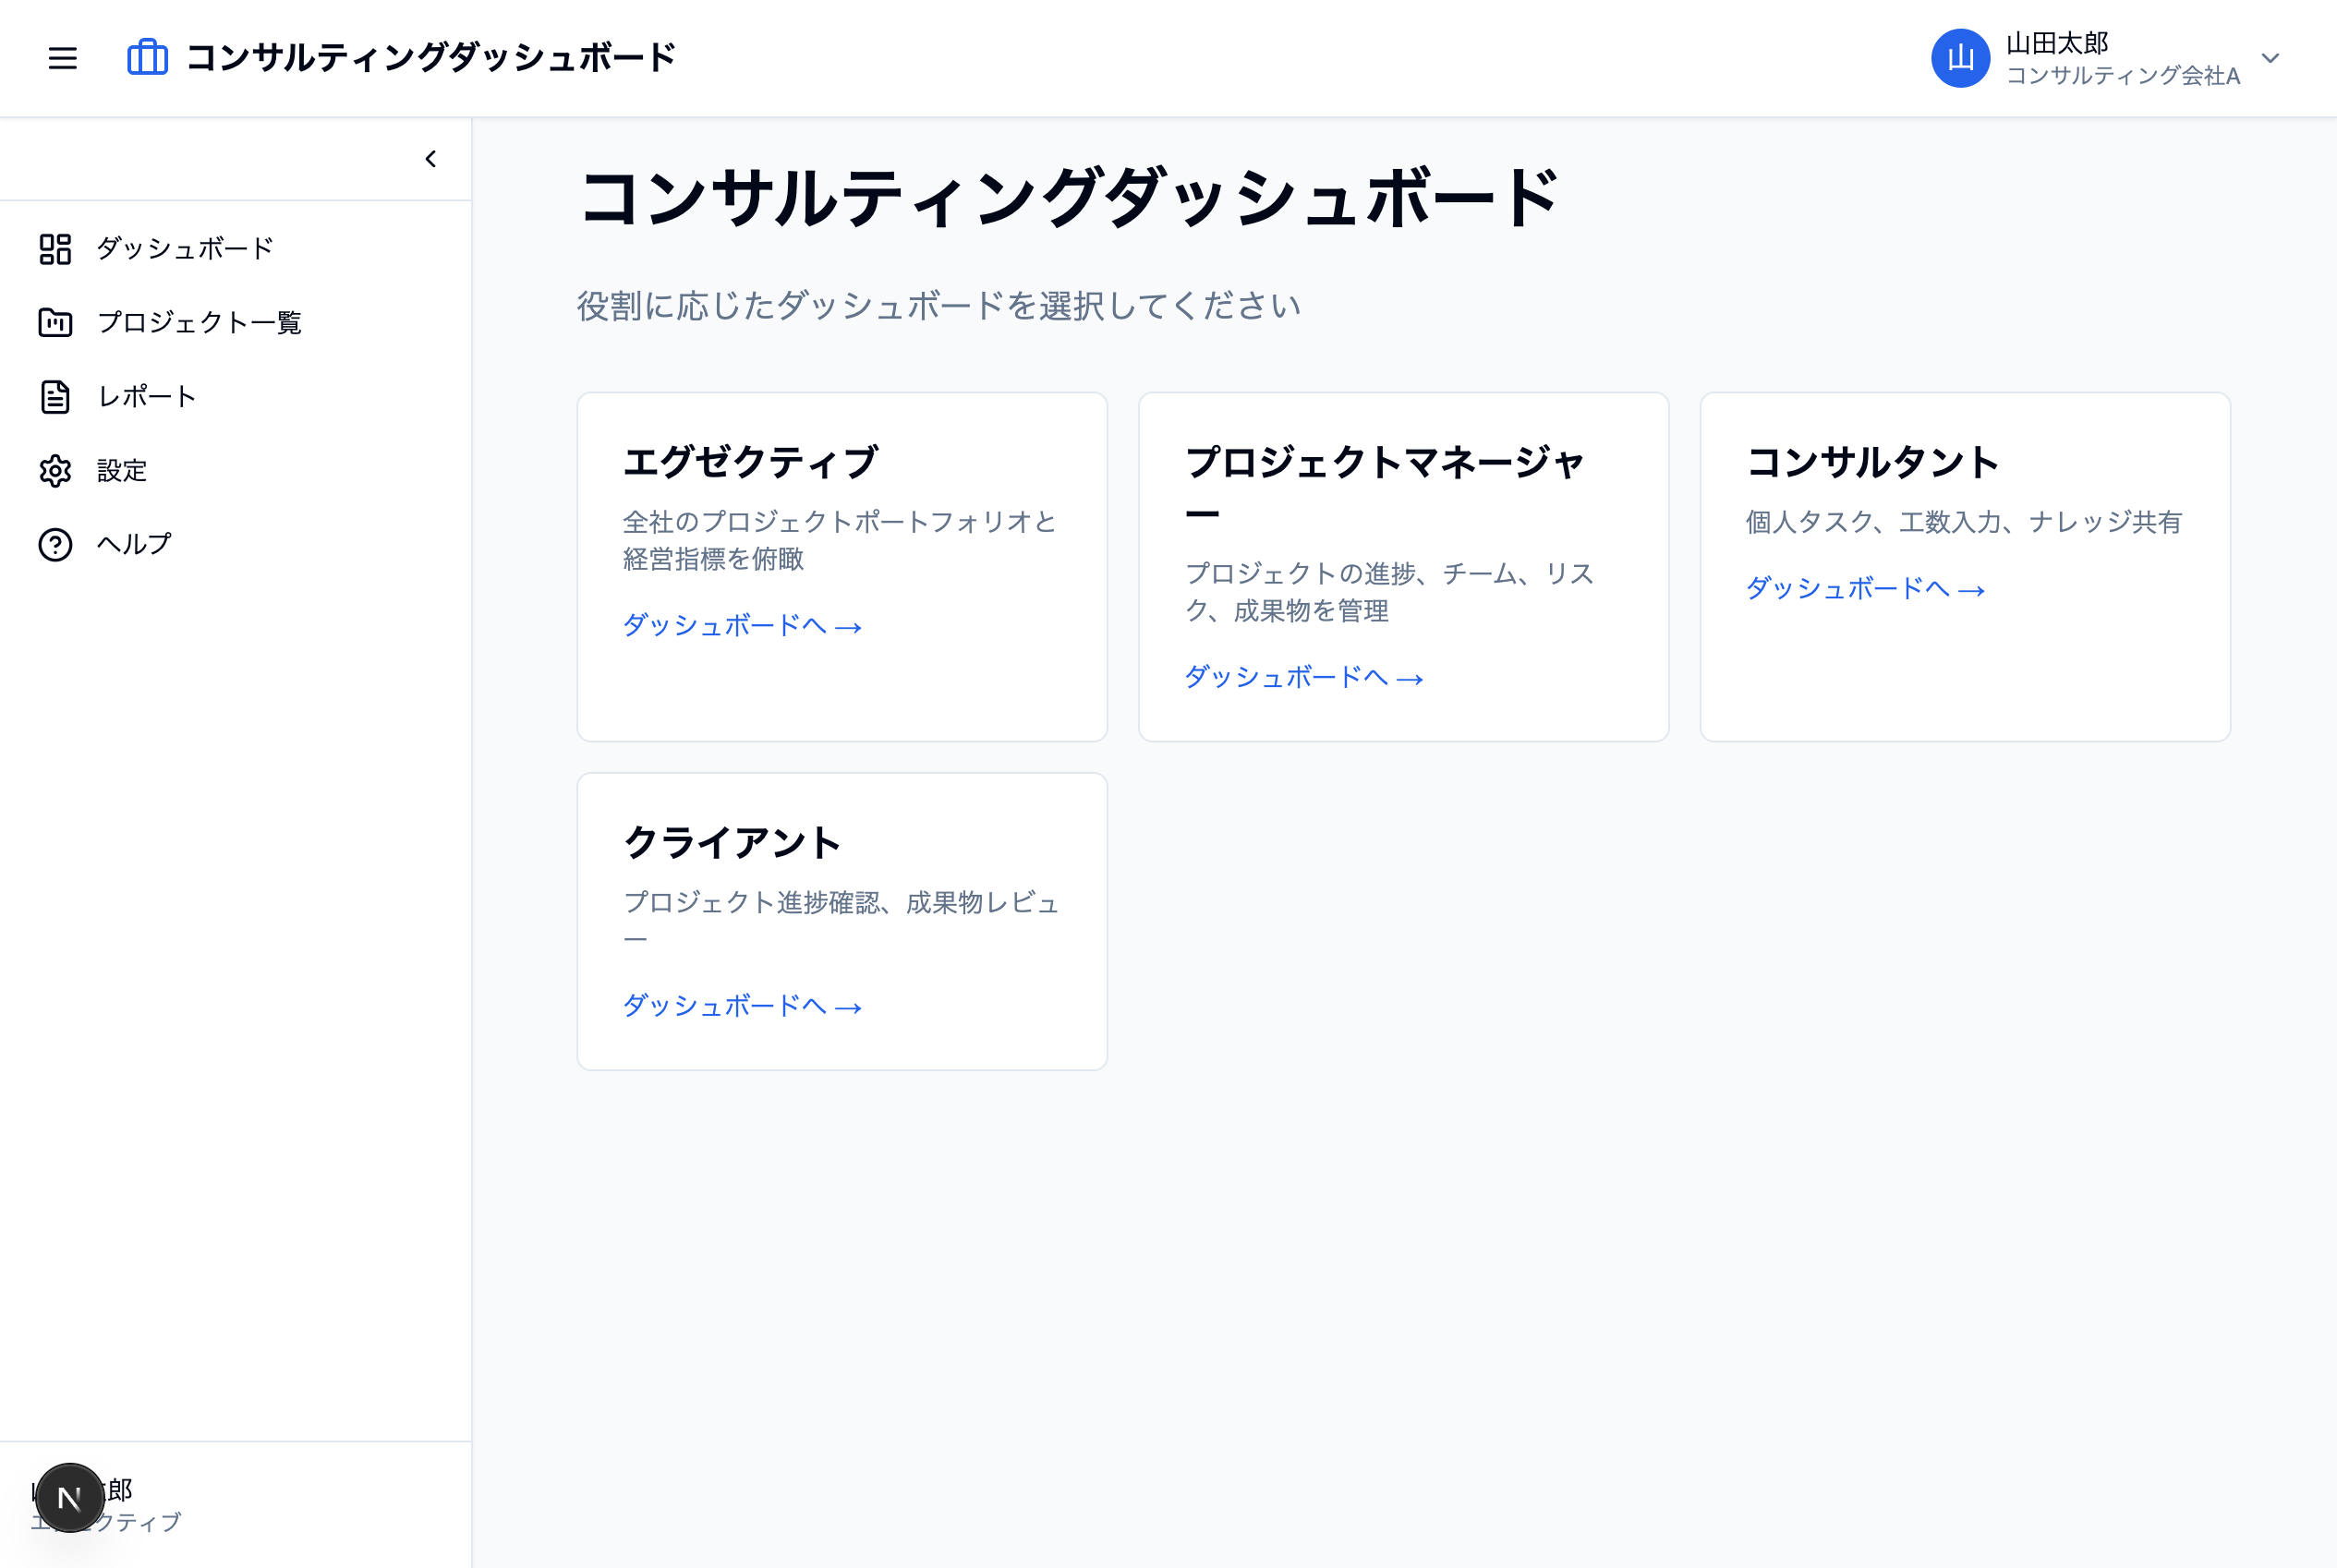 コンサルティングダッシュボード
山
山田太郎
コンサルティング会社A
ダッシュボード
プロジェクト一覧
レポート
設定
ヘルプ
コンサルティングダッシュボード
役割に応じたダッシュボードを選択してください
エグゼクティブ
全社のプロジェクトポートフォリオと
経営指標を俯瞰
ダッシュボードへ →
プロジェクトマネージャ
ー
プロジェクトの進捗、チーム、リス
ク、成果物を管理
ダッシュボードへ →
コンサルタント
個人タスク、工数入力、ナレッジ共有
ダッシュボードへ →
クライアント
プロジェクト進捗確認、成果物レビュ
ー
ダッシュボードへ →
郎
N
クティブ